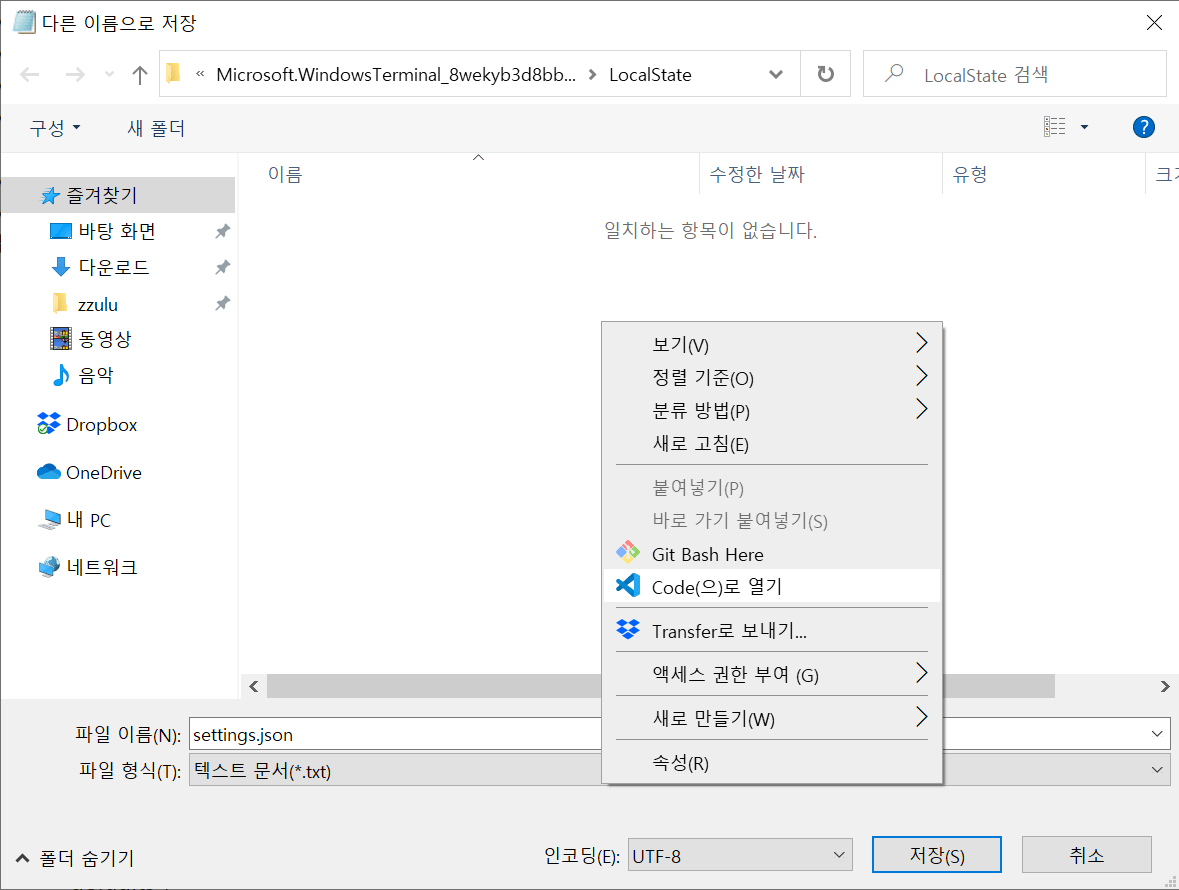 다른 이름으로 저장
« Microsoft.WindowsTerminal_8wekyb3d8bb... > LocalState
LocalState 검색
구성
새 폴더
이름
수정한 날짜
유형
일치하는 항목이 없습니다.
즐겨찾기
바탕 화면
다운로드
zzulu
동영상
음악
Dropbox
OneDrive
내 PC
네트워크
보기(V)
정렬 기준(O)
분류 방법(P)
새로 고침(E)
붙여넣기(P)
바로 가기 붙여넣기(S)
Git Bash Here
Code(으)로 열기
Transfer로 보내기...
액세스 권한 부여 (G)
새로 만들기(W)
속성(R)
파일 이름(N): settings.json
파일 형식(T): 텍스트 문서(*.txt)
폴더 숨기기
인코딩(E): UTF-8
저장(S)
취소